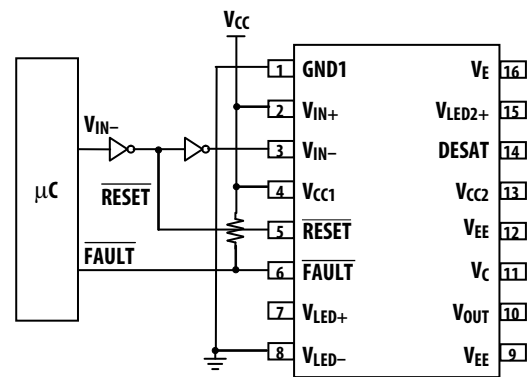 VCC
1 GND1 VE 16
2 VIN+ VLED2+ 15
VIN–
3 VIN– DESAT 14
μC
4 VCC1 VCC2 13
RESET
5 RESET VEE 12
FAULT
6 FAULT VC 11
7 VLED+ VOUT 10
8 VLED– VEE 9